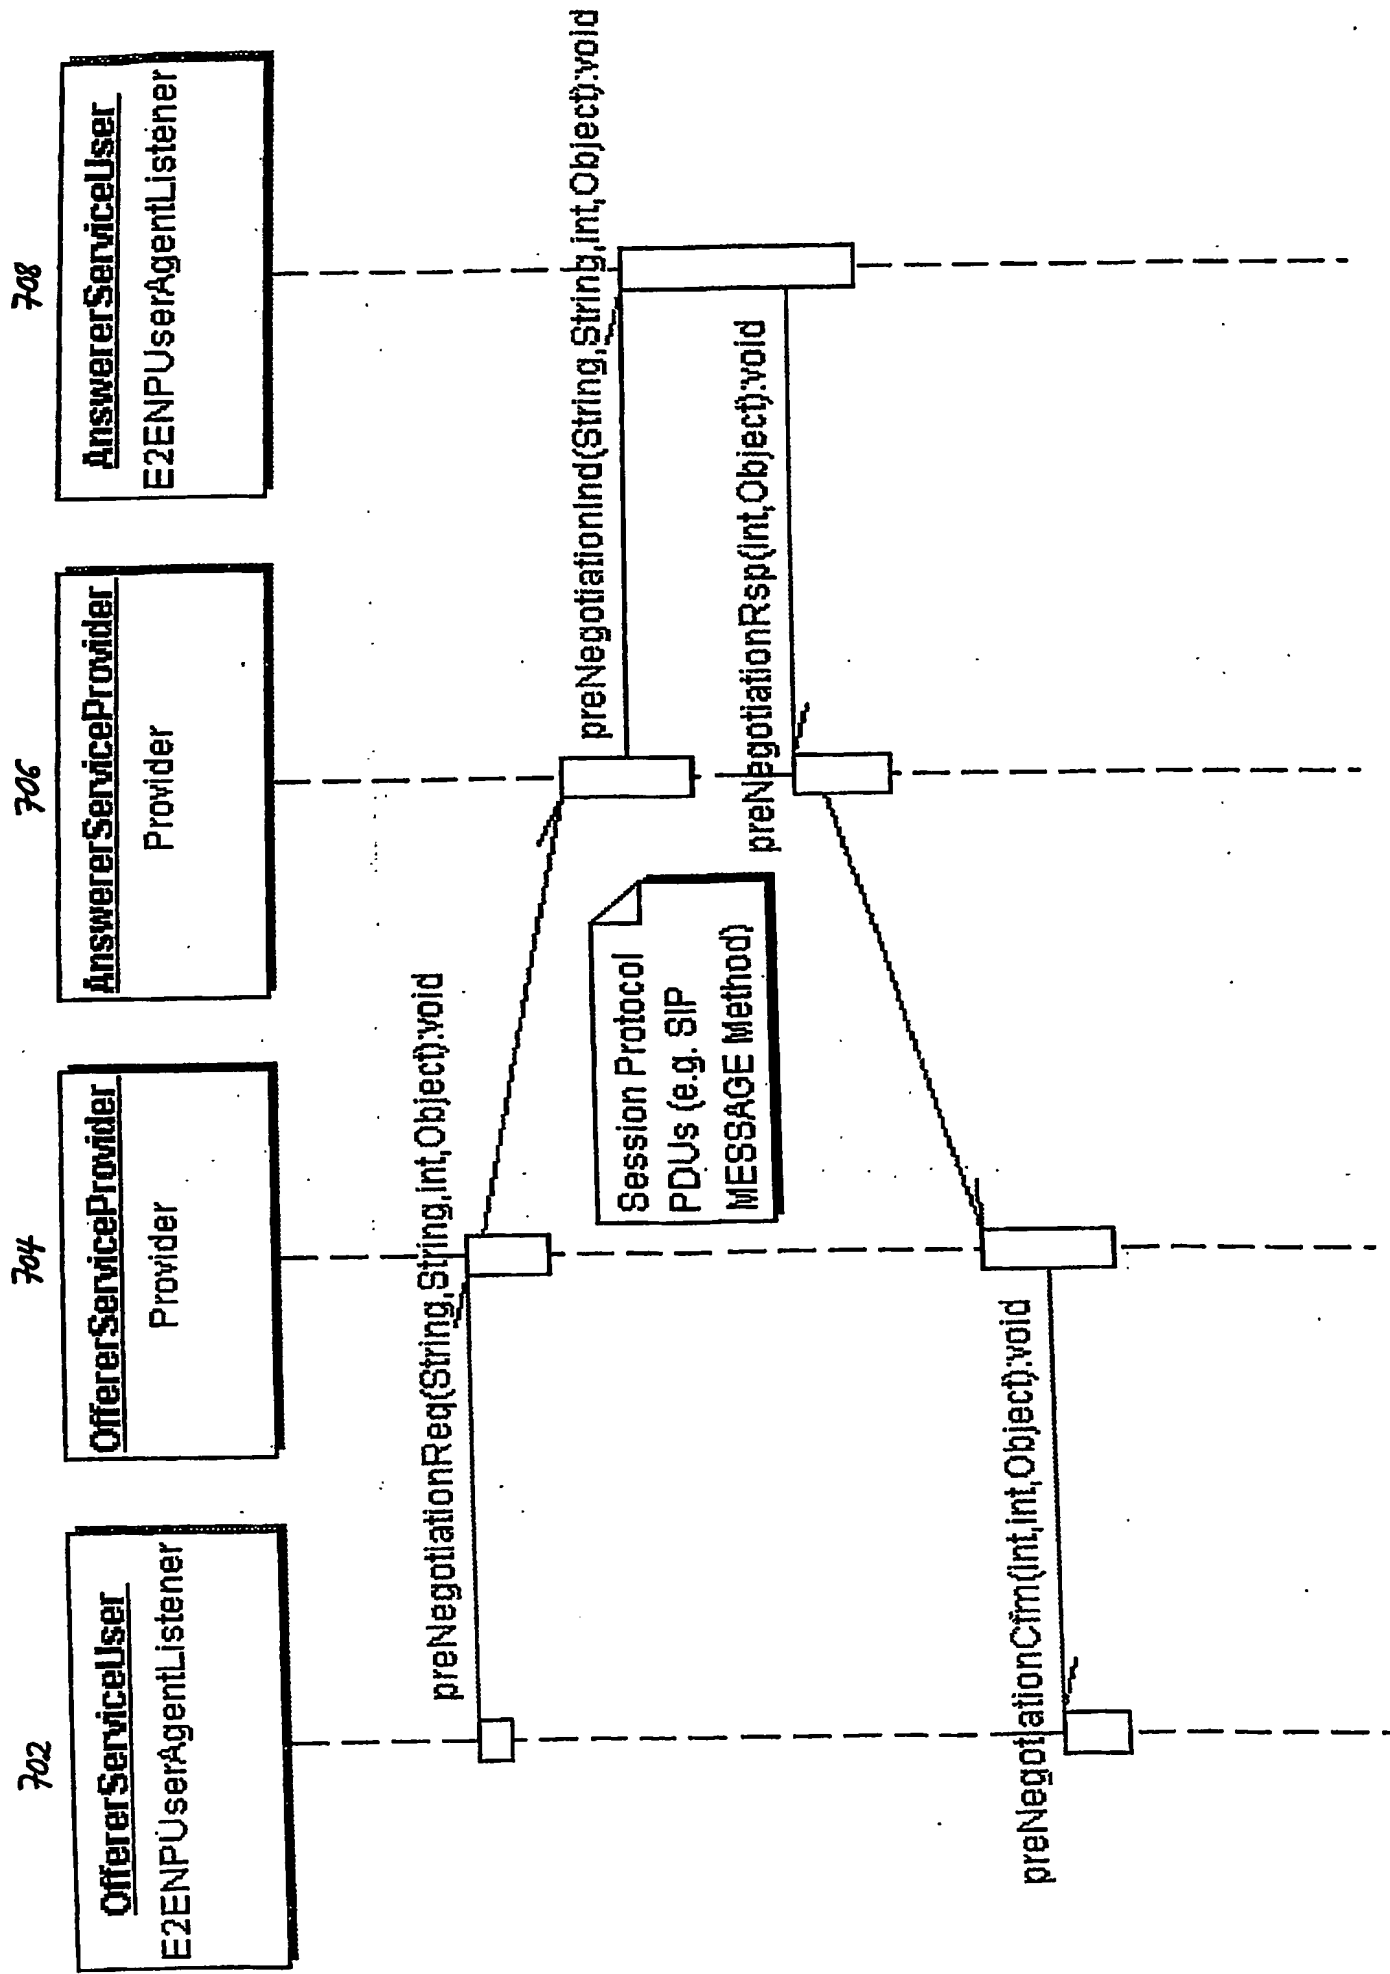 702
OffererServiceUser
E2ENPUserAgentListener
704
OffererServiceProvider
Provider
706
AnswererServiceProvider
Provider
708
AnswererServiceUser
E2ENPUserAgentListener
preNegotiationReq(String,String,int,Object):void
preNegotiationInd(String,String,int,Object):void
Session Protocol
PDUs (e.g. SIP
MESSAGE Method)
preNegotiationRsp(int,Object):void
preNegotiationCfm(int,int,Object):void